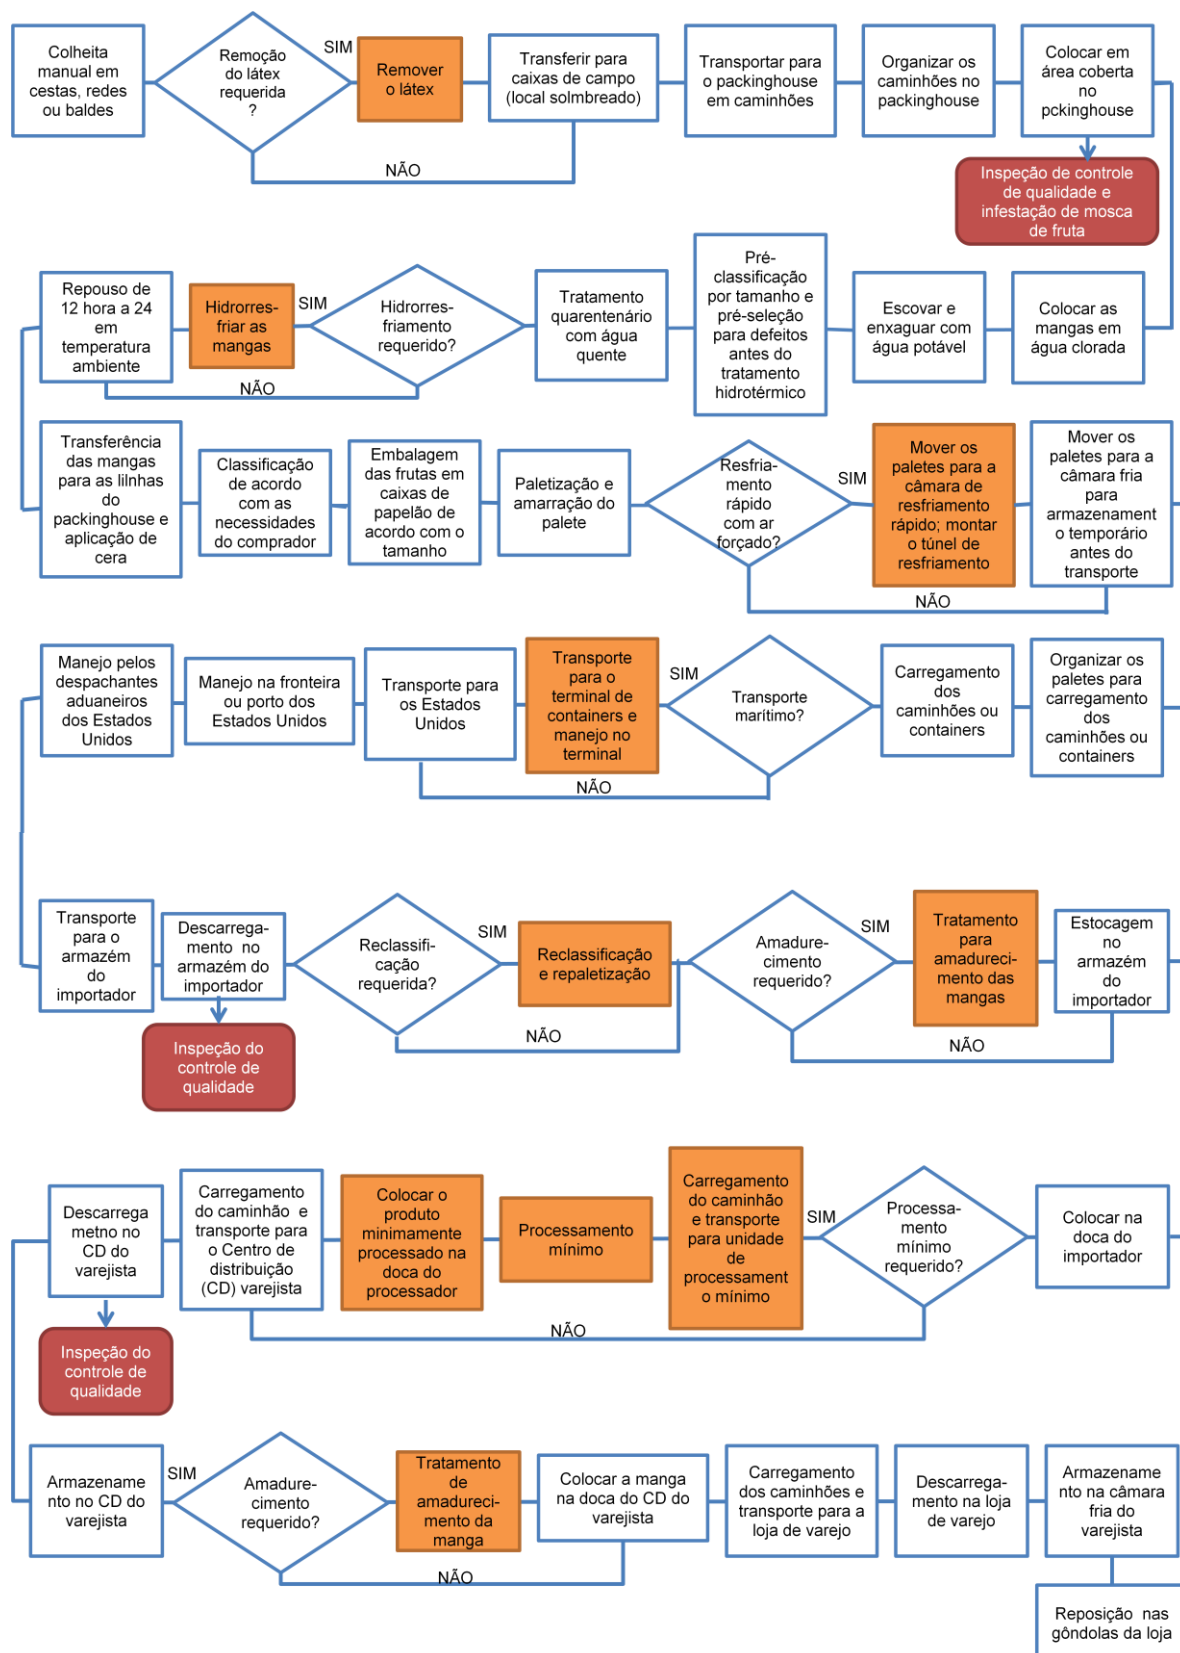 Colheita
manual em
cestas, redes
ou baldes
Remoção
do látex
requerida
?
SIM
Remover
o látex
Transferir para
caixas de campo
(local solmbreado)
Transportar para
o packinghouse
em caminhões
Organizar os
caminhões no
packinghouse
Colocar em
área coberta
no
pckinghouse
NÃO
Inspeção de controle
de qualidade e
infestação de mosca
de fruta
Repouso de
12 hora a 24
em
temperatura
ambiente
Hidrorres-
friar as
mangas
SIM
Hidrorres-
friamento
requerido?
NÃO
Tratamento
quarentenário
com água
quente
Pré-
classificação
por tamanho e
pré-seleção
para defeitos
antes do
tratamento
hidrotérmico
Escovar e
enxaguar com
água potável
Colocar as
mangas em
água clorada
Transferência
das mangas
para as lilnhas
do
packinghouse e
aplicação de
cera
Classificação
de acordo
com as
necessidades
do comprador
Embalagem
das frutas em
caixas de
papelão de
acordo com o
tamanho
Paletização e
amarração do
palete
Resfria-
mento
rápido
com ar
forçado?
SIM
Mover os
paletes para a
câmara de
resfriamento
rápido; montar
o túnel de
resfriamento
Mover os
paletes para a
câmara fria
para
armazenament
o temporário
antes do
transporte
NÃO
Manejo pelos
despachantes
aduaneiros
dos Estados
Unidos
Manejo na fronteira
ou porto dos
Estados Unidos
Transporte para
os Estados
Unidos
Transporte
para o
terminal de
containers e
manejo no
terminal
SIM
Transporte
marítimo?
NÃO
Carregamento
dos
caminhões ou
containers
Organizar os
paletes para
carregamento
dos
caminhões ou
containers
Transporte
para o
armazém
do
importador
Descarrega-
mento no
armazém do
importador
Inspeção do
controle de
qualidade
Reclassifi-
cação
requerida?
SIM
Reclassificação
e repaletização
NÃO
Amadure-
cimento
requerido?
SIM
Tratamento
para
amadureci-
mento das
mangas
Estocagem
no
armazém
do
importador
NÃO
Descarrega
metno no
CD do
varejista
Inspeção do
controle de
qualidade
Carregamento
do caminhão e
transporte para
o Centro de
distribuição
(CD) varejista
Colocar o
produto
minimamente
processado na
doca do
processador
Processamento
mínimo
Carregamento
do caminhão
e transporte
para unidade
de
processament
o mínimo
SIM
Processa-
mento
mínimo
requerido?
NÃO
Colocar na
doca do
importador
Armazename
nto no CD do
varejista
SIM
Amadure-
cimento
requerido?
Tratamento
de
amadureci-
mento da
manga
NÃO
Colocar a manga
na doca do CD do
varejista
Carregamento
dos caminhões e
transporte para a
loja de varejo
Descarrega-
mento na loja
de varejo
Armazename
nto na câmara
fria do
varejista
Reposição nas
gôndolas da loja